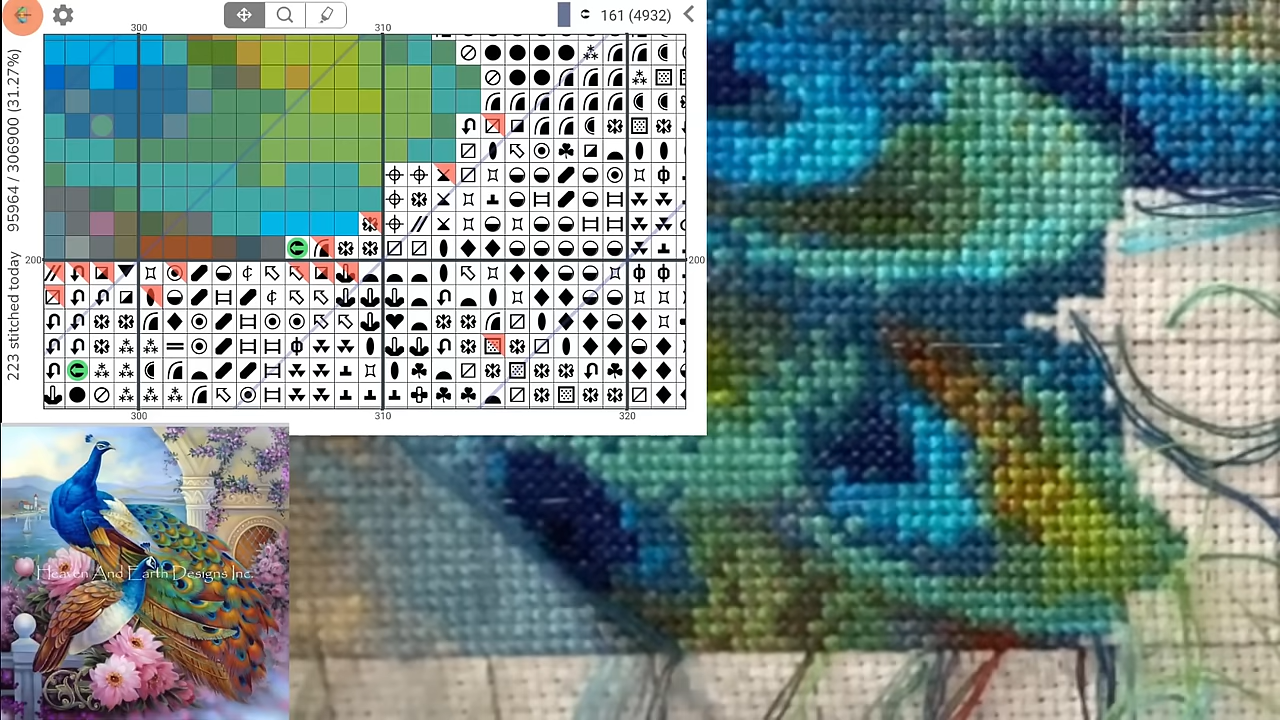 161 (4932)
300 310
200 200
300 310 320
223 stitched today 95964 / 306900 (31.27%)
Heaven And Earth Designs Inc.